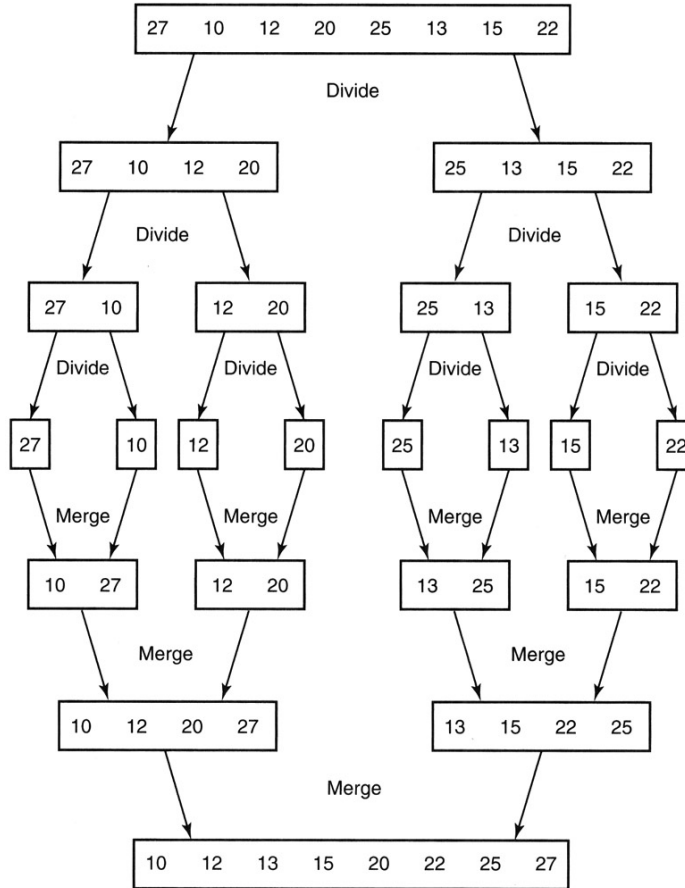 27 10 12 20 25 13 15 22
Divide
27 10 12 20 25 13 15 22
Divide Divide
27 10 12 20 25 13 15 22
Divide Divide Divide Divide
27 10 12 20 25 13 15 22
Merge Merge Merge Merge
10 27 12 20 13 25 15 22
Merge Merge
10 12 20 27 13 15 22 25
Merge
10 12 13 15 20 22 25 27